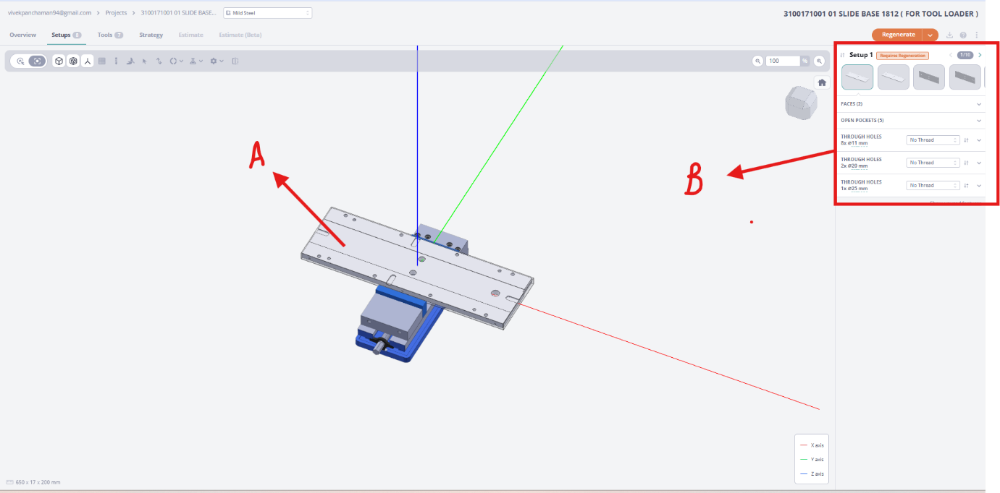 vivekpanchaman94@gmail.com > Projects > 3100171001 01 SLIDE BASE... Mild Steel
3100171001 01 SLIDE BASE 1812 ( FOR TOOL LOADER )
Overview Setups 8 Tools 7 Strategy Estimate Estimate (Beta)
Regenerate
100 %
Setup 1 Requires Regeneration 1/10
FACES (2)
OPEN POCKETS (5)
THROUGH HOLES
8x ⌀11 mm No Thread
THROUGH HOLES
2x ⌀20 mm No Thread
THROUGH HOLES
1x ⌀25 mm No Thread
A
B
X axis
Y axis
Z axis
650 x 17 x 200 mm